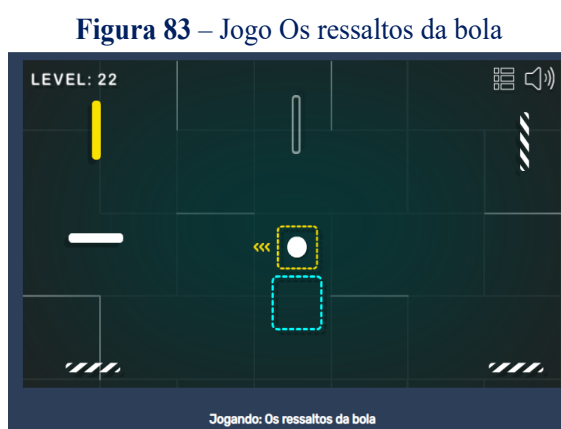 Figura 83 – Jogo Os ressaltos da bola
LEVEL: 22
Jogando: Os ressaltos da bola